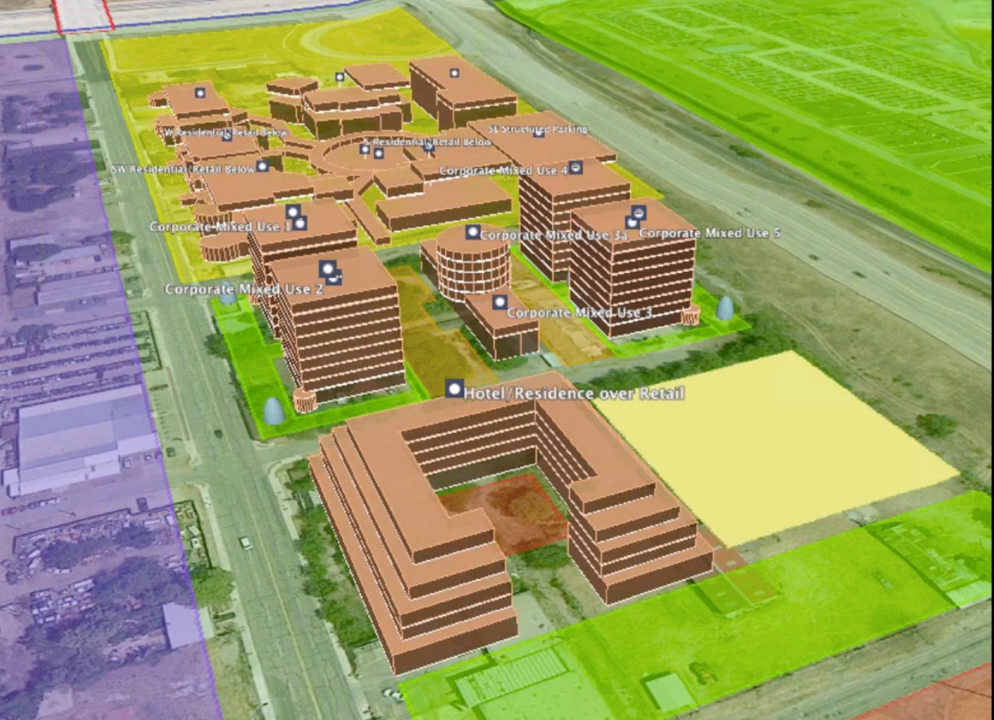 W Residential/Retail Below
SE Structured Parking
S Residential/Retail Below
SW Residential/Retail Below
Corporate Mixed Use 4
Corporate Mixed Use 1
Corporate Mixed Use 3a
Corporate Mixed Use 5
Corporate Mixed Use 2
Corporate Mixed Use 3
Hotel/Residence over Retail